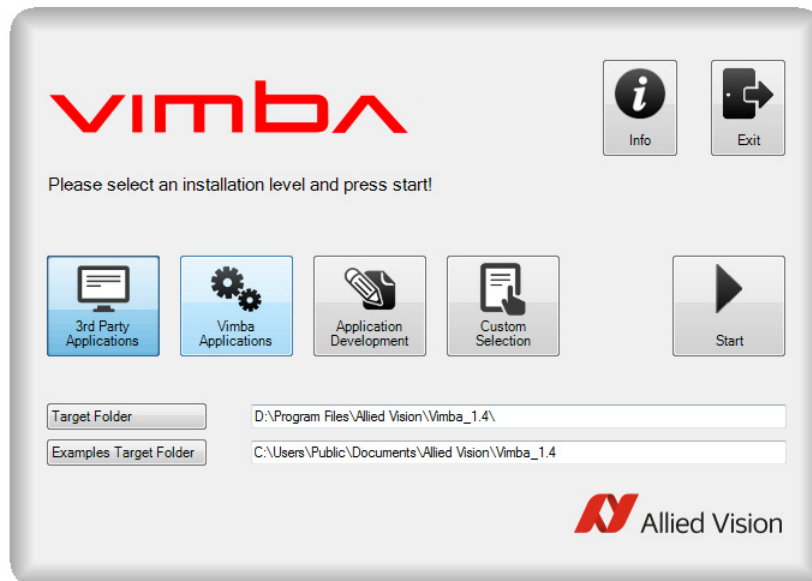 vimba
Info
Exit
Please select an installation level and press start!
3rd Party
Applications
Vimba
Applications
Application
Development
Custom
Selection
Start
Target Folder
D:\Program Files\Allied Vision\Vimba_1.4\
Examples Target Folder
C:\Users\Public\Documents\Allied Vision\Vimba_1.4
Allied Vision